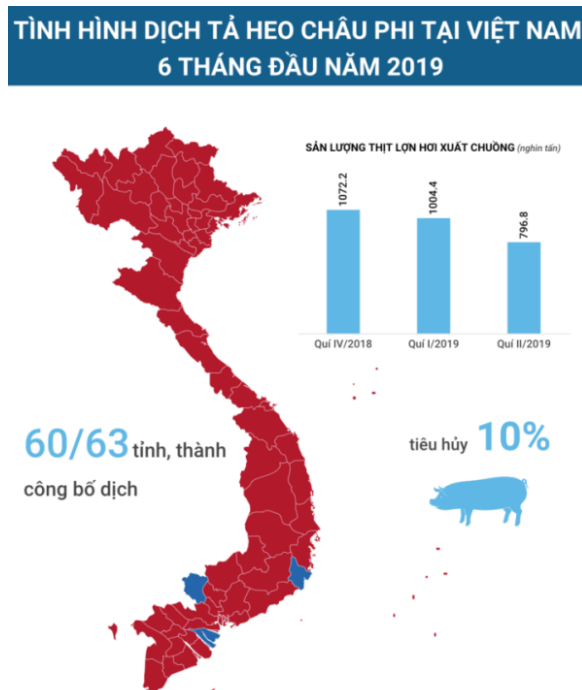 TÌNH HÌNH DỊCH TẢ HEO CHÂU PHI TẠI VIỆT NAM
6 THÁNG ĐẦU NĂM 2019
SẢN LƯỢNG THỊT LỢN HƠI XUẤT CHUỒNG (nghìn tấn)
1072.2
1004.4
796.8
Quí IV/2018
Quí I/2019
Quí II/2019
60/63 tỉnh, thành
công bố dịch
tiêu hủy 10%